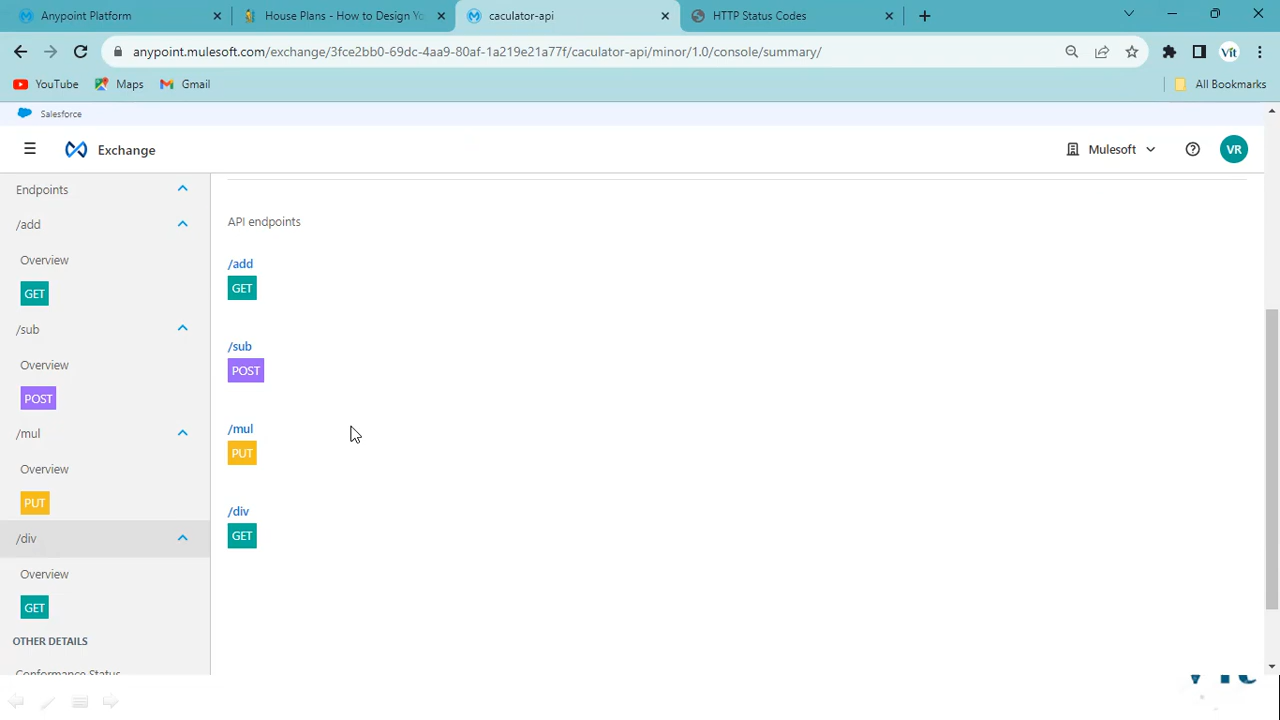 Anypoint Platform
House Plans - How to Design Yo
caculator-api
HTTP Status Codes
anypoint.mulesoft.com/exchange/3fce2bb0-69dc-4aa9-80af-1a219e21a77f/caculator-api/minor/1.0/console/summary/
Vit
YouTube
Maps
Gmail
All Bookmarks
Salesforce
Exchange
Mulesoft
VR
Endpoints
/add
Overview
GET
/sub
Overview
POST
/mul
Overview
PUT
/div
Overview
GET
OTHER DETAILS
Conformance Status
API endpoints
/add
GET
/sub
POST
/mul
PUT
/div
GET